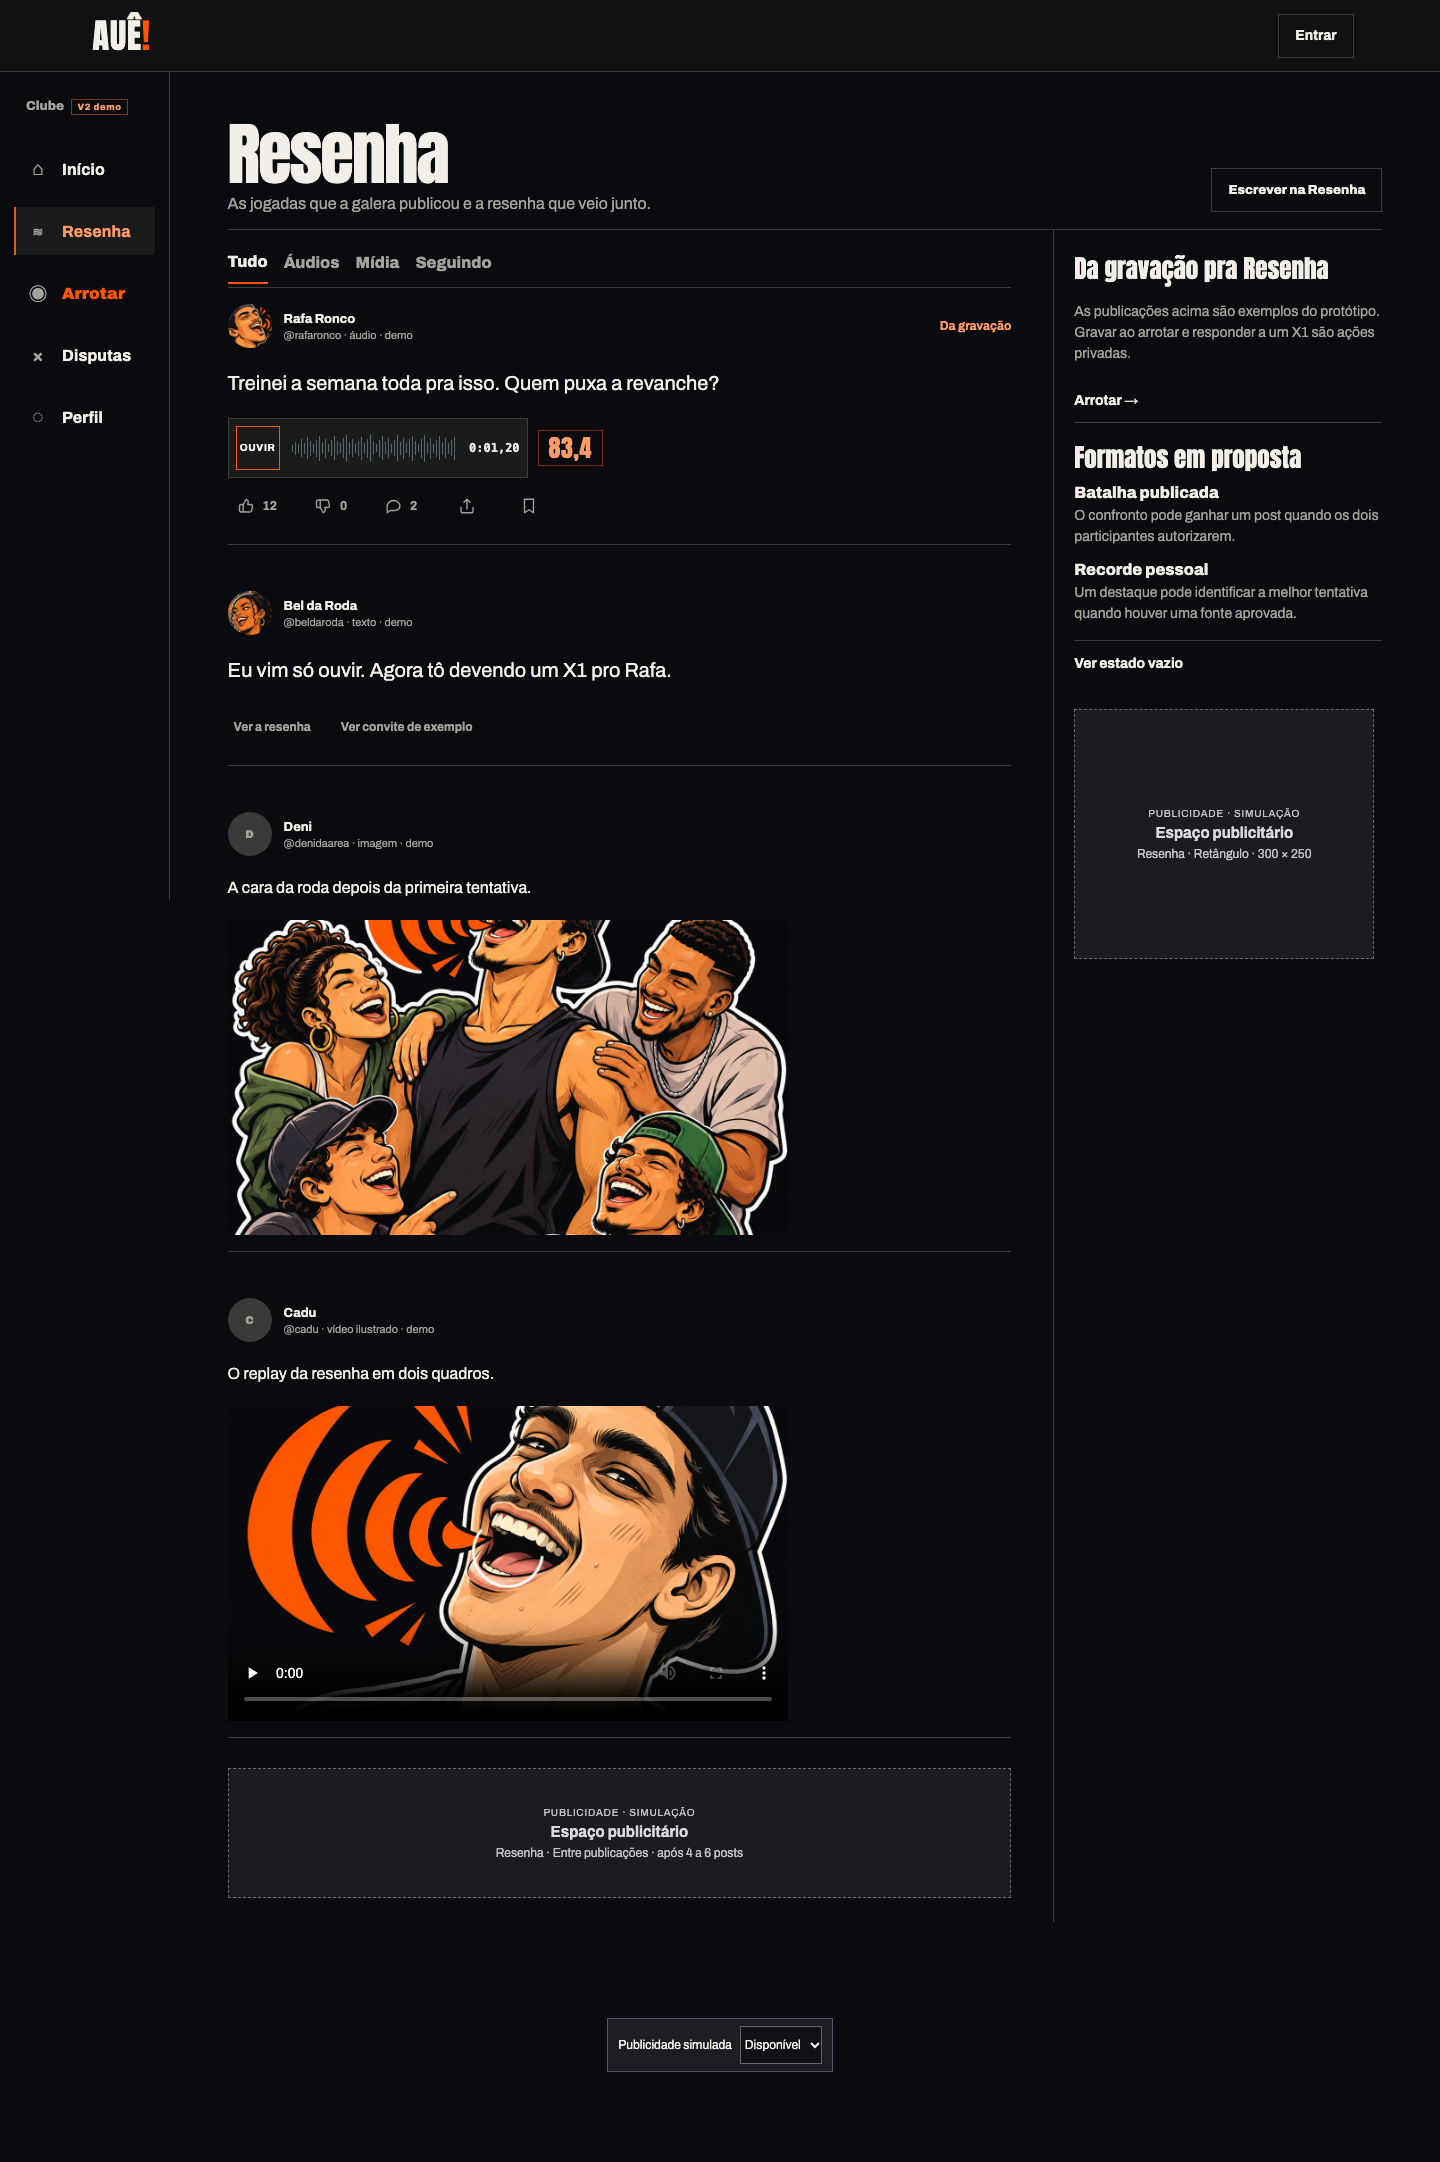 AUÊ!
Entrar
Clube
V2 demo
Início
Resenha
Arrotar
Disputas
Perfil
Resenha
As jogadas que a galera publicou e a resenha que veio junto.
Escrever na Resenha
Tudo
Áudios
Mídia
Seguindo
Rafa Ronco
@rafaronco · áudio · demo
Da gravação
Treinei a semana toda pra isso. Quem puxa a revanche?
OUVIR
0:01,20
83,4
12
0
2
Bel da Roda
@beldaroda · texto · demo
Eu vim só ouvir. Agora tô devendo um X1 pro Rafa.
Ver a resenha
Ver convite de exemplo
D
Deni
@denidaarea · imagem · demo
A cara da roda depois da primeira tentativa.
C
Cadu
@cadu · vídeo ilustrado · demo
O replay da resenha em dois quadros.
0:00
PUBLICIDADE · SIMULAÇÃO
Espaço publicitário
Resenha · Entre publicações · após 4 a 6 posts
Da gravação pra Resenha
As publicações acima são exemplos do protótipo.
Gravar ao arrotar e responder a um X1 são ações
privadas.
Arrotar →
Formatos em proposta
Batalha publicada
O confronto pode ganhar um post quando os dois
participantes autorizarem.
Recorde pessoal
Um destaque pode identificar a melhor tentativa
quando houver uma fonte aprovada.
Ver estado vazio
PUBLICIDADE · SIMULAÇÃO
Espaço publicitário
Resenha · Retângulo · 300 × 250
Publicidade simulada
Disponível